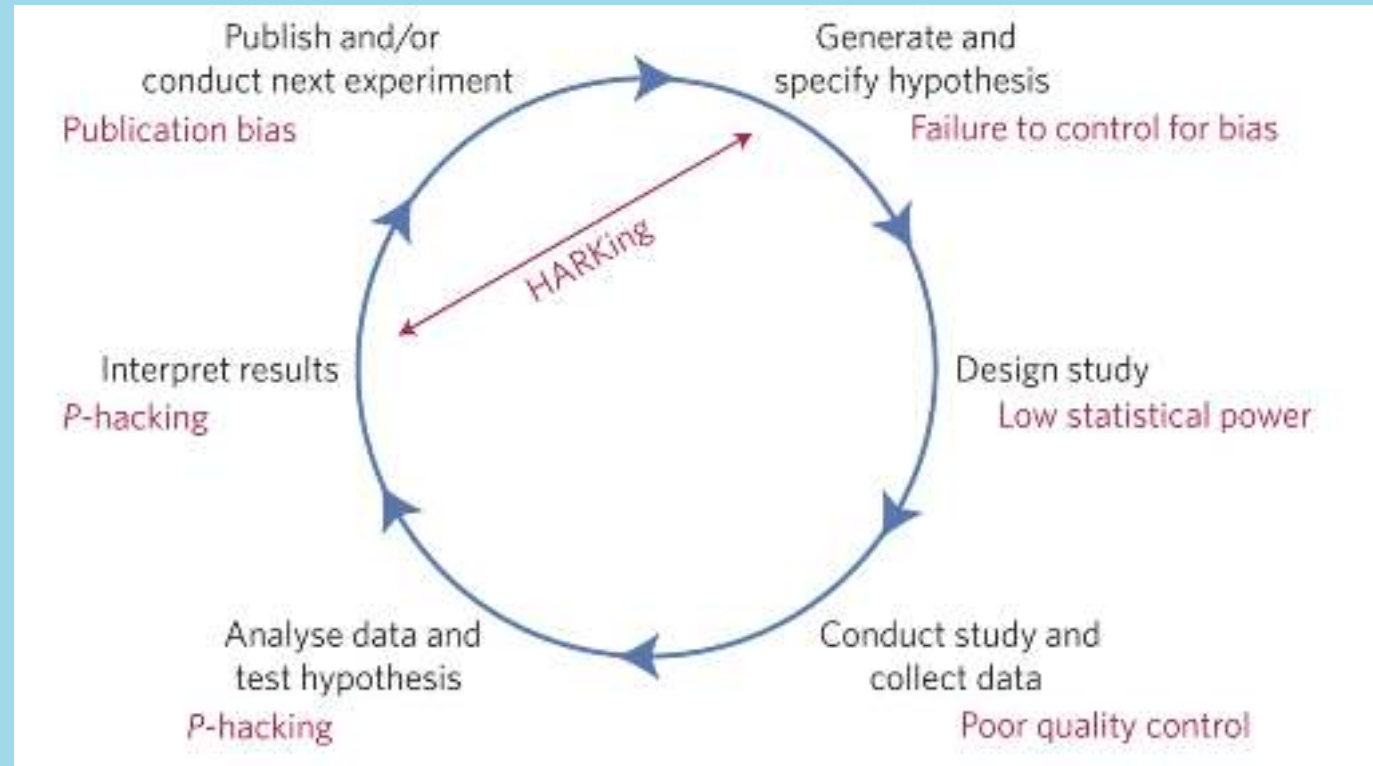 Publish and/or
conduct next experiment
Publication bias
Generate and
specify hypothesis
Failure to control for bias
HARKing
Interpret results
P-hacking
Design study
Low statistical power
Analyse data and
test hypothesis
P-hacking
Conduct study and
collect data
Poor quality control